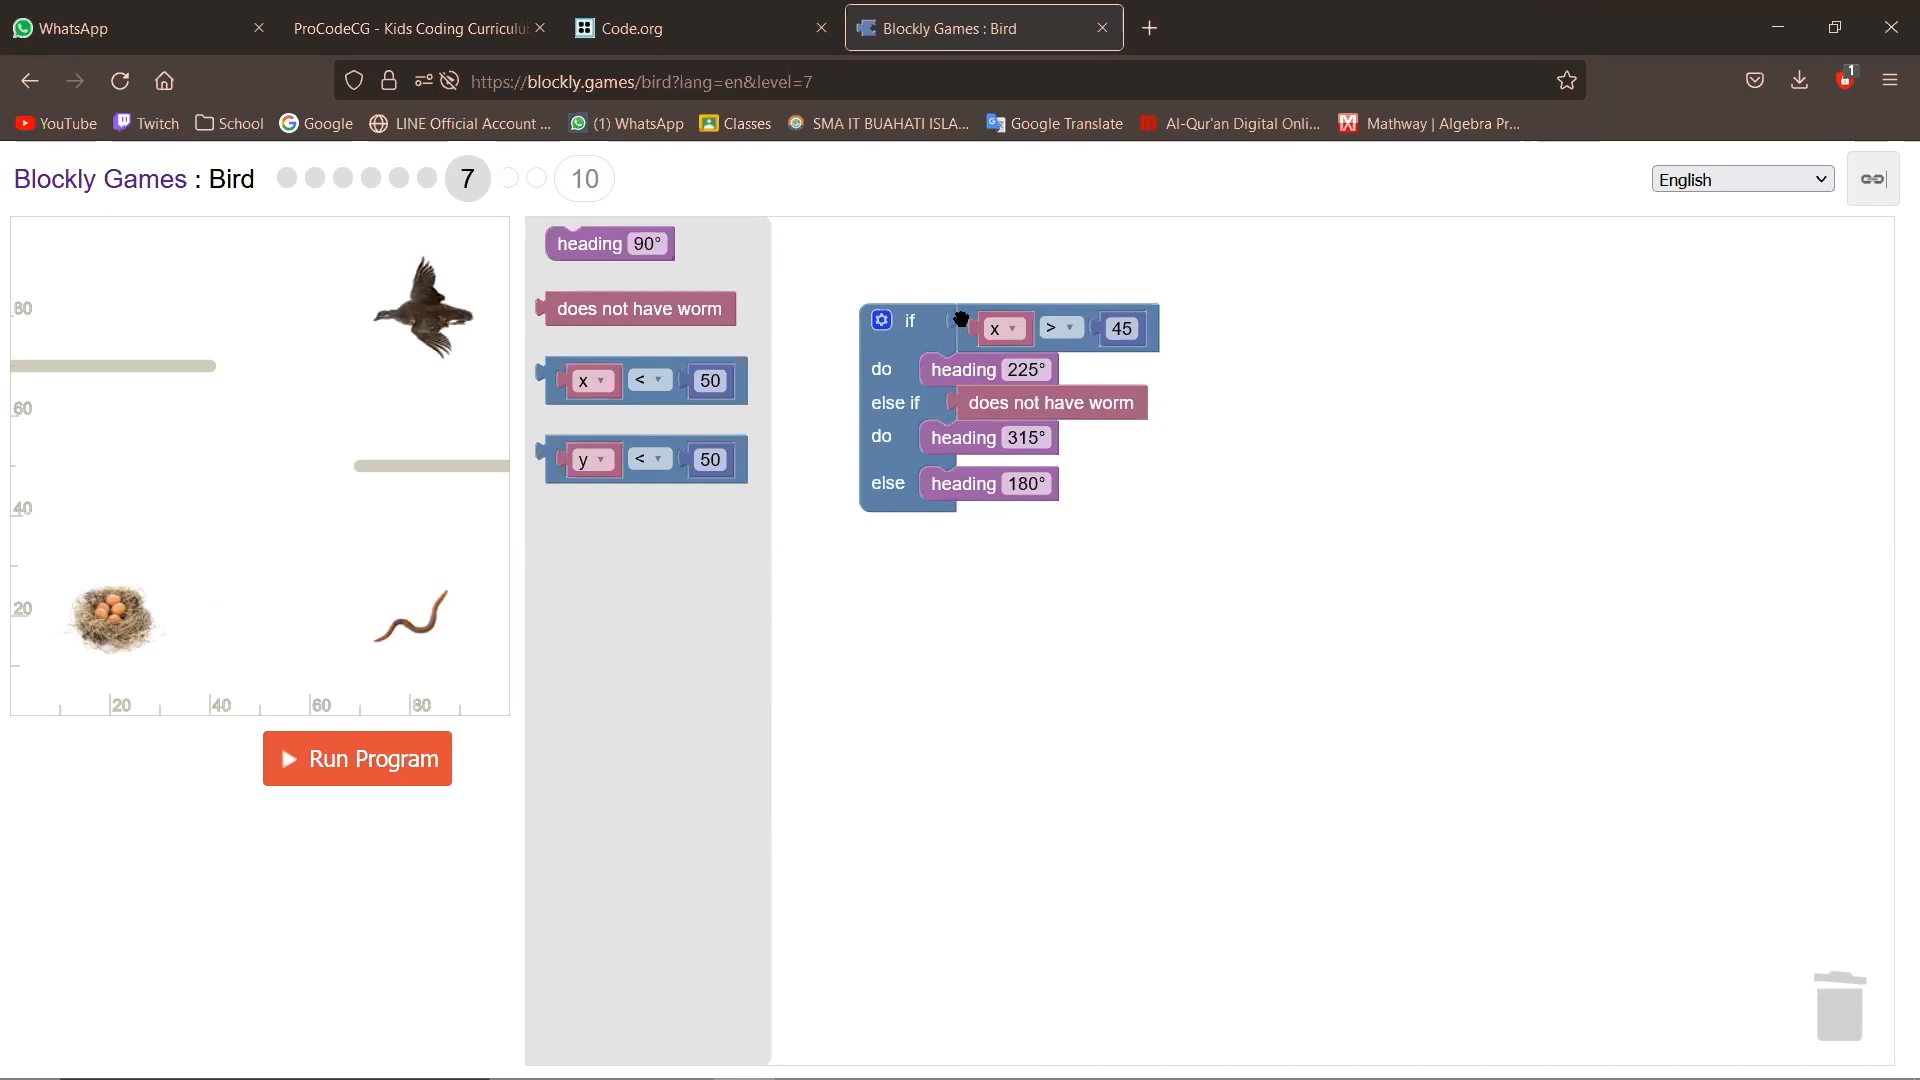 WhatsApp
ProCodeCG - Kids Coding Curriculu
Code.org
Blockly Games : Bird
https://blockly.games/bird?lang=en&level=7
1
YouTube
Twitch
School
Google
LINE Official Account ...
(1) WhatsApp
Classes
SMA IT BUAHATI ISLA...
Google Translate
Al-Qur'an Digital Onli...
Mathway | Algebra Pr...
Blockly Games : Bird
7
10
English
80
60
40
20
20
40
60
80
Run Program
heading 90°
does not have worm
x < 50
y < 50
if x > 45
do heading 225°
else if does not have worm
do heading 315°
else heading 180°